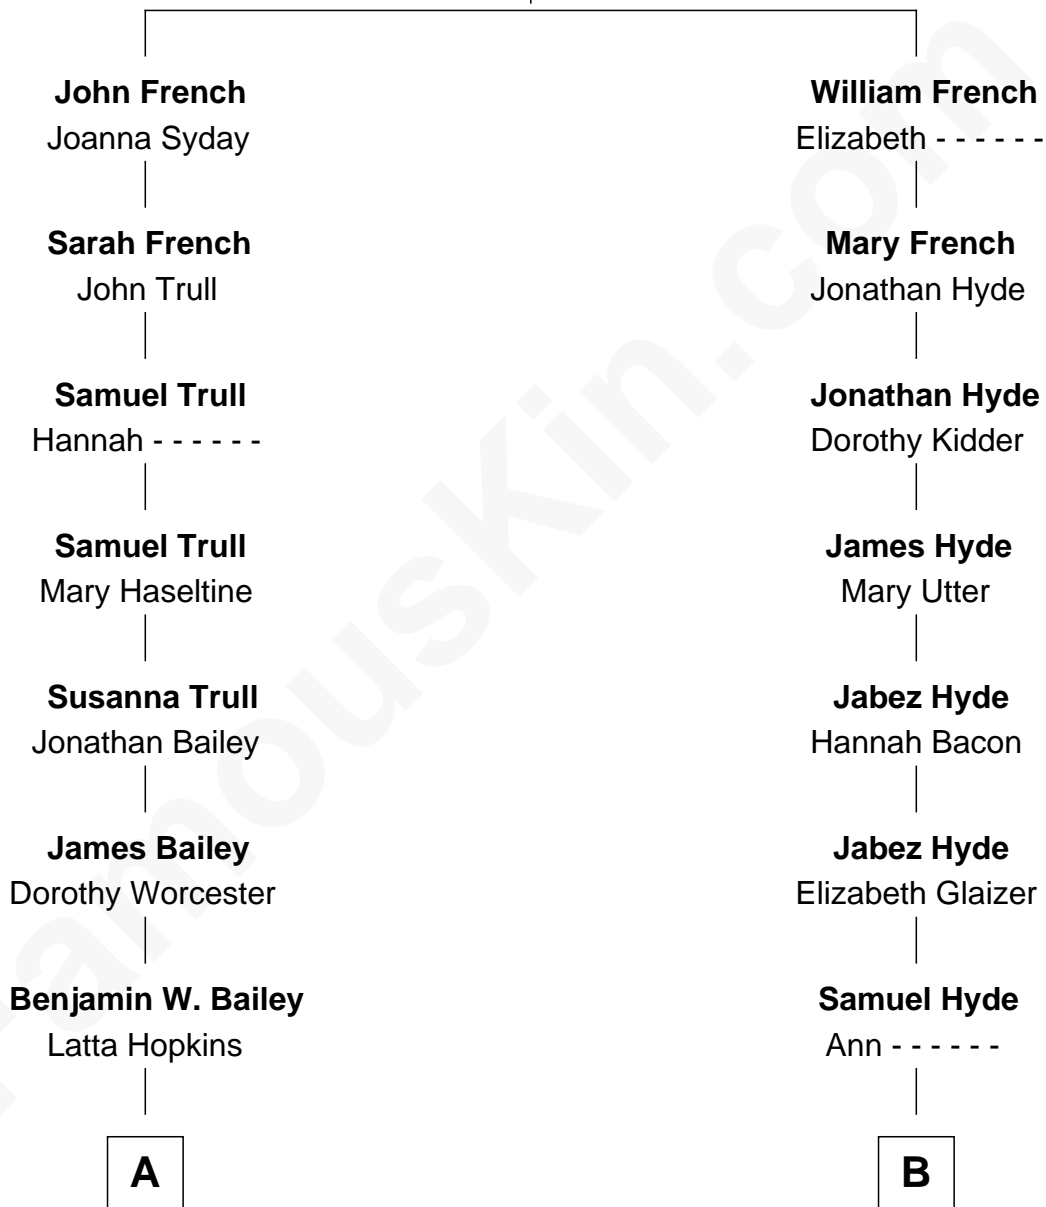 John French
Joanna Syday
Sarah French
John Trull
Samuel Trull
Hannah - - - - - -
Samuel Trull
Mary Haseltine
Susanna Trull
Jonathan Bailey
James Bailey
Dorothy Worcester
Benjamin W. Bailey
Latta Hopkins
A
William French
Elizabeth - - - - - -
Mary French
Jonathan Hyde
Jonathan Hyde
Dorothy Kidder
James Hyde
Mary Utter
Jabez Hyde
Hannah Bacon
Jabez Hyde
Elizabeth Glaizer
Samuel Hyde
Ann - - - - - -
B
FamousKin.com